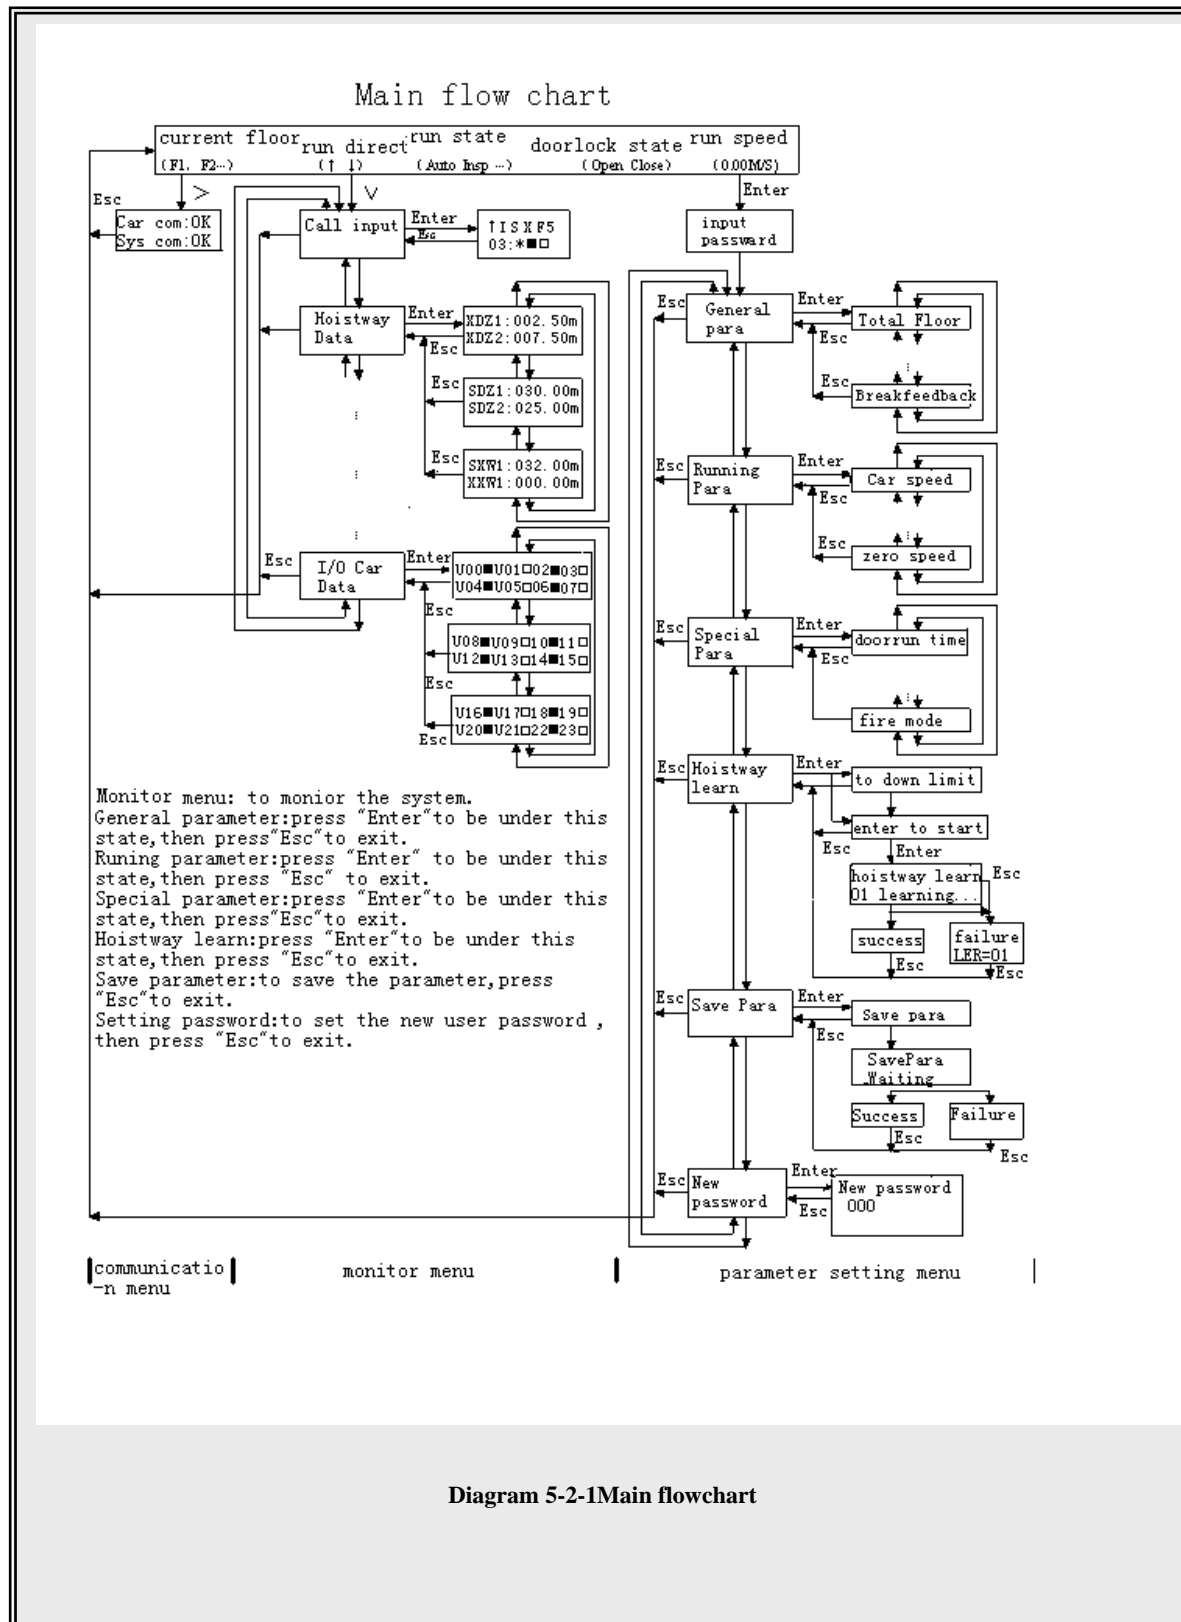 Main flow chart
current floor run direct run state doorlock state run speed
(F1. F2…) (↑ ↓) (Auto Insp …) (Open Close) (0.00M/S)
Esc > ∨ Enter
Car com:OK
Sys com:OK
Call input
Enter
Esc
↑ISXF5
03:*■□
input
passward
Esc
General
para
Enter
Esc
Total Floor
⋮
Esc
Breakfeedback
Hoistway
Data
Enter
Esc
XDZ1:002.50m
XDZ2:007.50m
Esc
SDZ1:030.00m
SDZ2:025.00m
Esc
SXW1:032.00m
XXW1:000.00m
⋮
⋮
⋮
Esc
Running
Para
Enter
Esc
Car speed
⋮
Esc
zero speed
Esc
I/O Car
Data
Enter
Esc
U00■U01□02■03□
U04■U05□06■07□
Esc
U08■U09□10■11□
U12■U13□14■15□
Esc
U16■U17□18■19□
U20■U21□22■23□
Esc
Special
Para
Enter
Esc
doorrun time
⋮
fire mode
Esc
Hoistway
learn
Enter
to down limit
Esc
enter to start
Enter
hoistway learn
01 learning...
Esc
success
Esc
failure
LER=01
Esc
Monitor menu: to monior the system.
General parameter:press "Enter"to be under this
state,then press"Esc"to exit.
Runing parameter:press "Enter" to be under this
state,then press "Esc" to exit.
Special parameter:press "Enter"to be under this
state,then press"Esc"to exit.
Hoistway learn:press "Enter"to be under this
state,then press "Esc"to exit.
Save parameter:to save the parameter,press
"Esc"to exit.
Setting password:to set the new user password ,
then press "Esc"to exit.
Esc
Save Para
Enter
Esc
Save para
SavePara
Waiting
Success
Esc
Failure
Esc
Esc
New
password
Enter
Esc
New password
000
communicatio
-n menu
monitor menu
parameter setting menu
Diagram 5-2-1Main flowchart